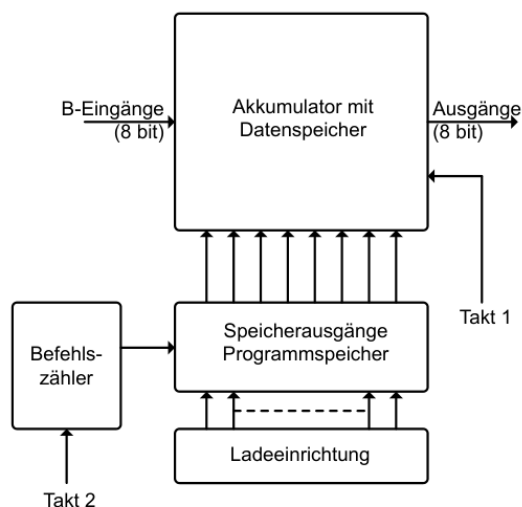 Akkumulator mit
Datenspeicher
B-Eingänge
(8 bit)
Ausgänge
(8 bit)
Takt 1
Speicherausgänge
Programmspeicher
Befehls-
zähler
Ladeeinrichtung
Takt 2